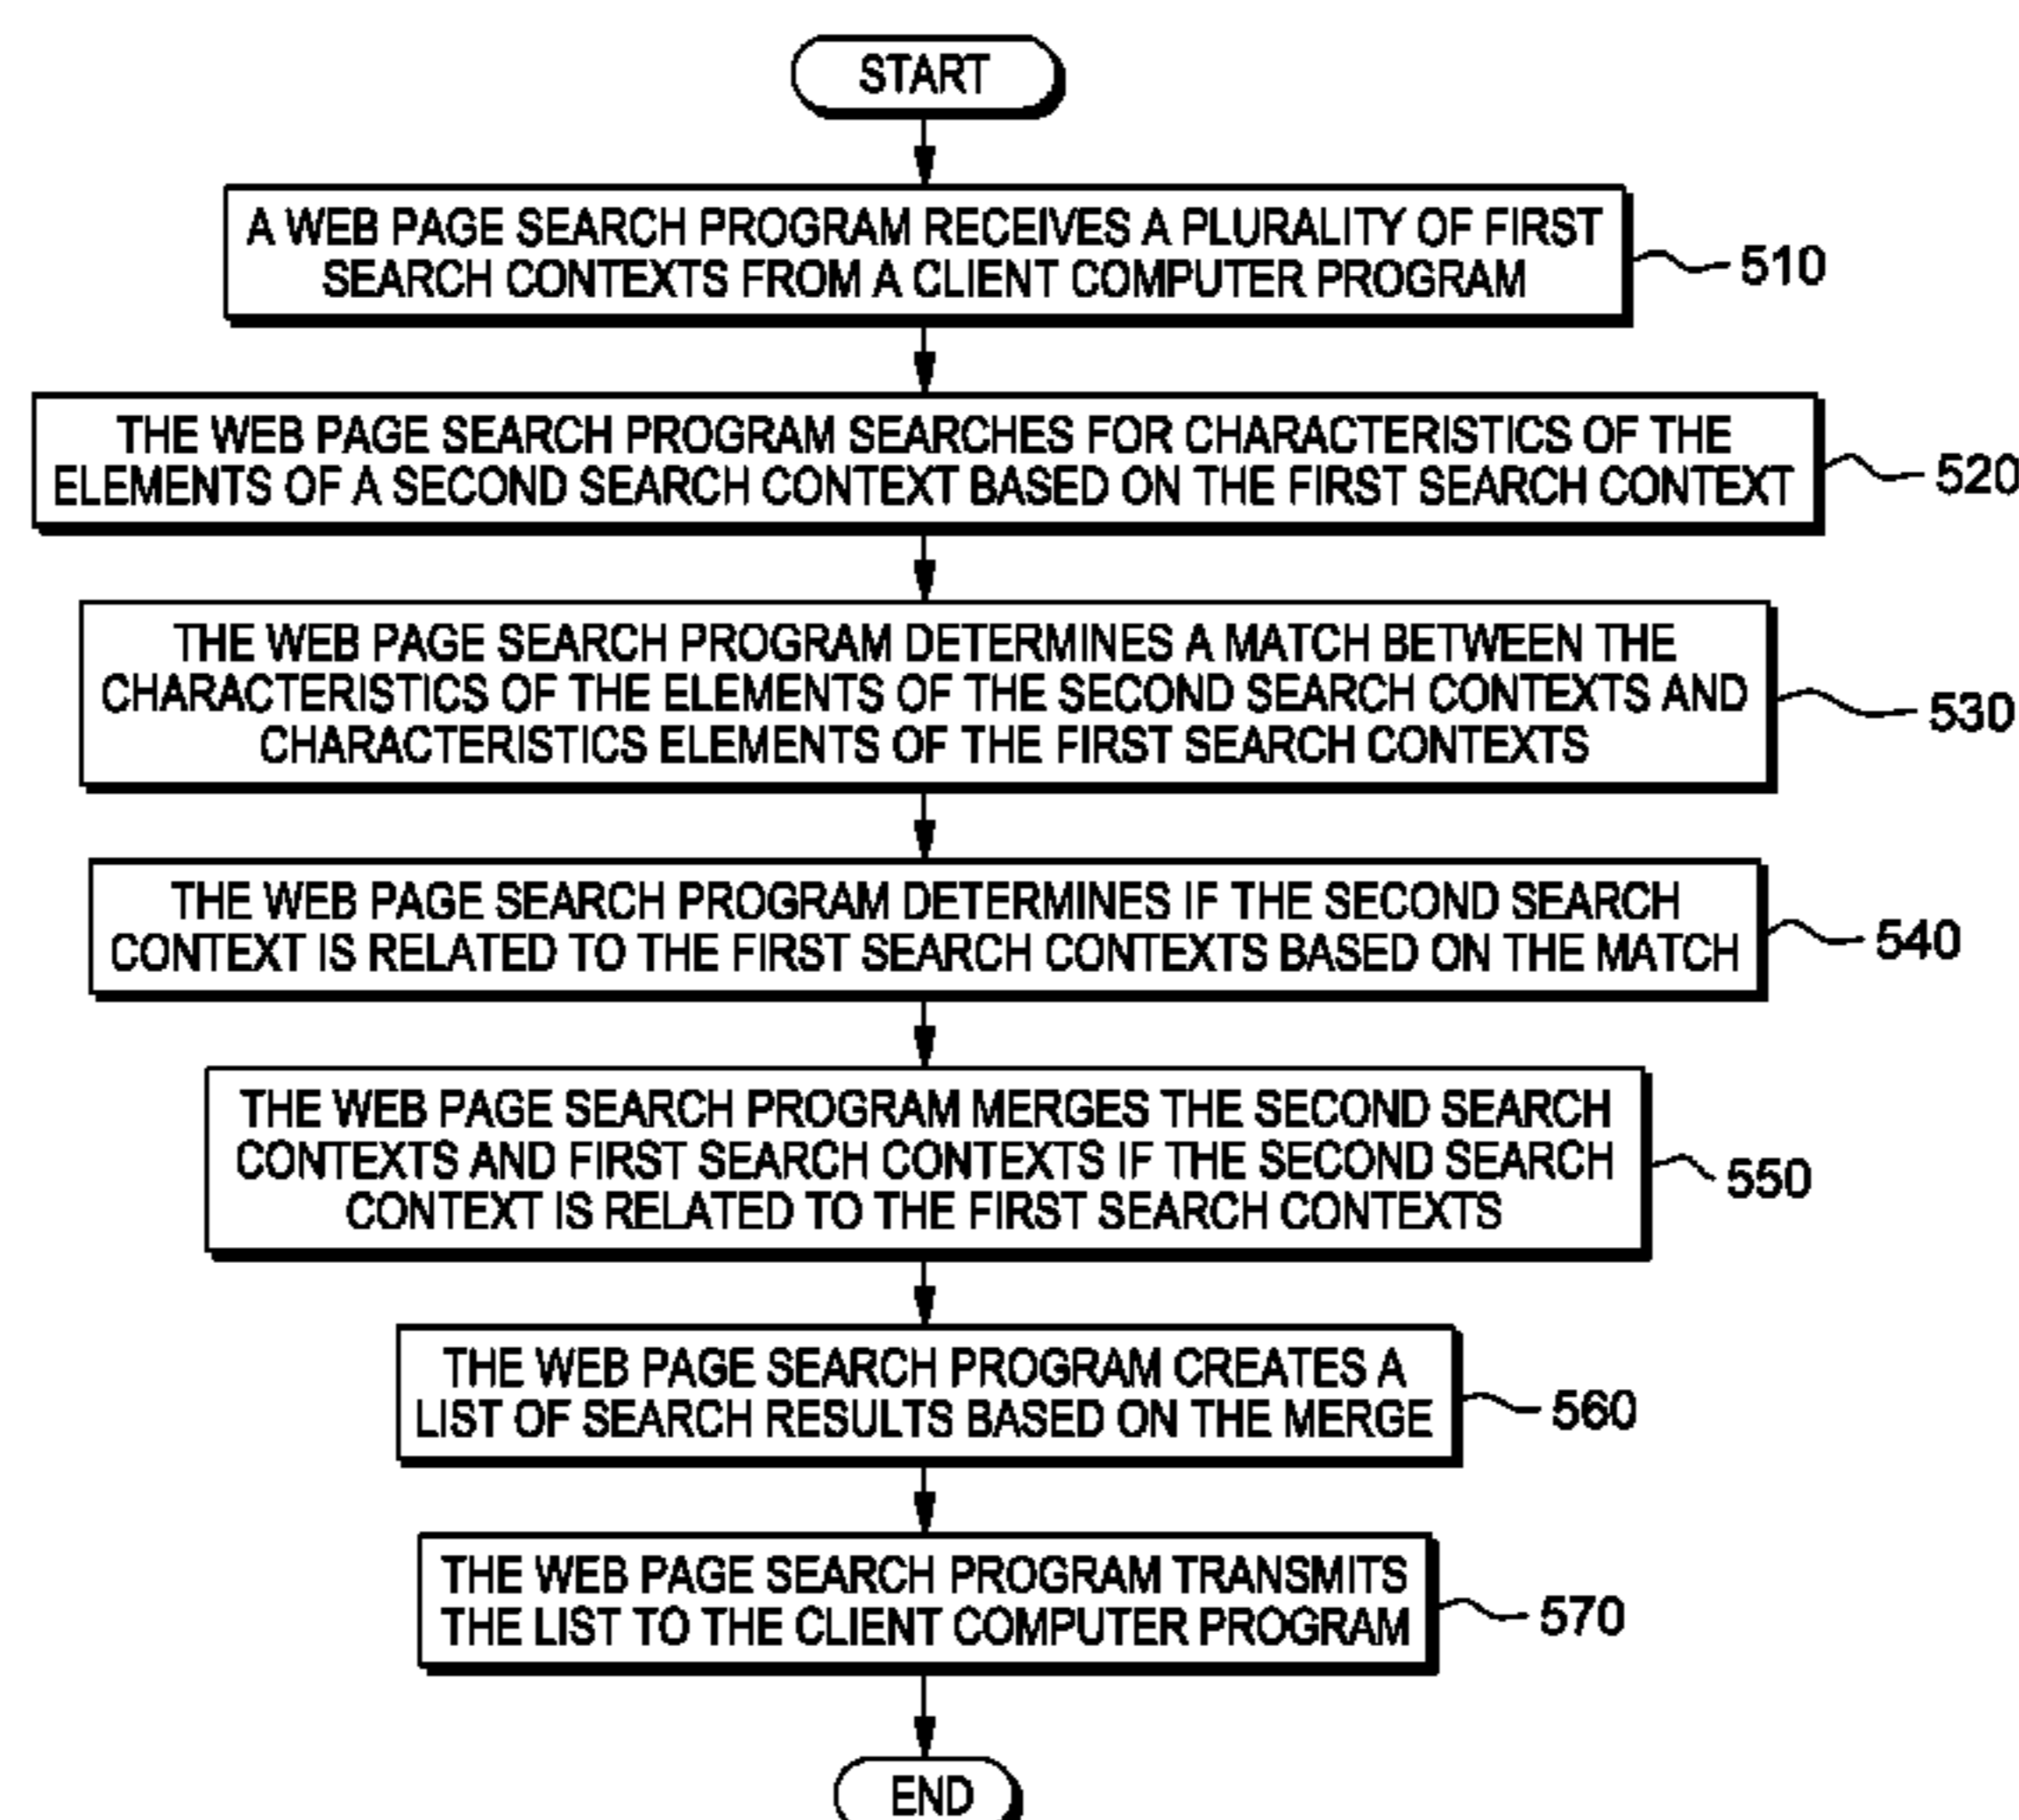 START
A WEB PAGE SEARCH PROGRAM RECEIVES A PLURALITY OF FIRST
SEARCH CONTEXTS FROM A CLIENT COMPUTER PROGRAM
510
THE WEB PAGE SEARCH PROGRAM SEARCHES FOR CHARACTERISTICS OF THE
ELEMENTS OF A SECOND SEARCH CONTEXT BASED ON THE FIRST SEARCH CONTEXT
520
THE WEB PAGE SEARCH PROGRAM DETERMINES A MATCH BETWEEN THE
CHARACTERISTICS OF THE ELEMENTS OF THE SECOND SEARCH CONTEXTS AND
CHARACTERISTICS ELEMENTS OF THE FIRST SEARCH CONTEXTS
530
THE WEB PAGE SEARCH PROGRAM DETERMINES IF THE SECOND SEARCH
CONTEXT IS RELATED TO THE FIRST SEARCH CONTEXTS BASED ON THE MATCH
540
THE WEB PAGE SEARCH PROGRAM MERGES THE SECOND SEARCH
CONTEXTS AND FIRST SEARCH CONTEXTS IF THE SECOND SEARCH
CONTEXT IS RELATED TO THE FIRST SEARCH CONTEXTS
550
THE WEB PAGE SEARCH PROGRAM CREATES A
LIST OF SEARCH RESULTS BASED ON THE MERGE
560
THE WEB PAGE SEARCH PROGRAM TRANSMITS
THE LIST TO THE CLIENT COMPUTER PROGRAM
570
END